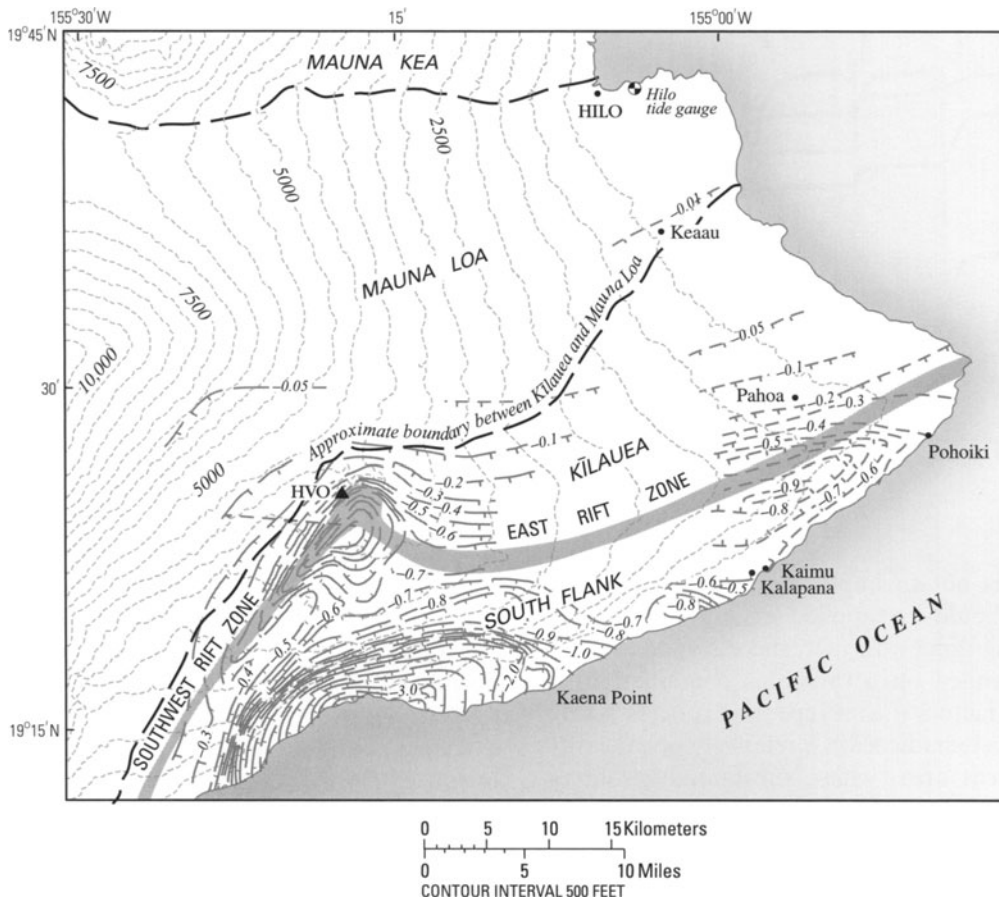 155°30'W
15'
155°00'W
19°45'N
7500
MAUNA KEA
HILO
Hilo
tide gauge
2500
5000
-0.01
Keaau
MAUNA LOA
7500
10,000
Approximate boundary between Kīlauea and Mauna Loa
-0.05
30'
-0.05
-0.1
Pahoa
-0.2
-0.3
-0.4
-0.5
-0.6
-0.7
-0.9
-0.8
Pohoiki
5000
-0.1
-0.2
-0.3
-0.4
-0.5
-0.6
KĪLAUEA
HVO
EAST RIFT ZONE
-0.7
-0.7
-0.8
-0.6
-0.5
-0.4
-0.3
SOUTH FLANK
-0.6
-0.5
-0.8
Kaimu
Kalapana
-0.7
-0.8
-0.9
-1.0
-2.0
-3.0
Kaena Point
SOUTHWEST RIFT ZONE
PACIFIC OCEAN
19°15'N
0 5 10 15 Kilometers
0 5 10 Miles
CONTOUR INTERVAL 500 FEET